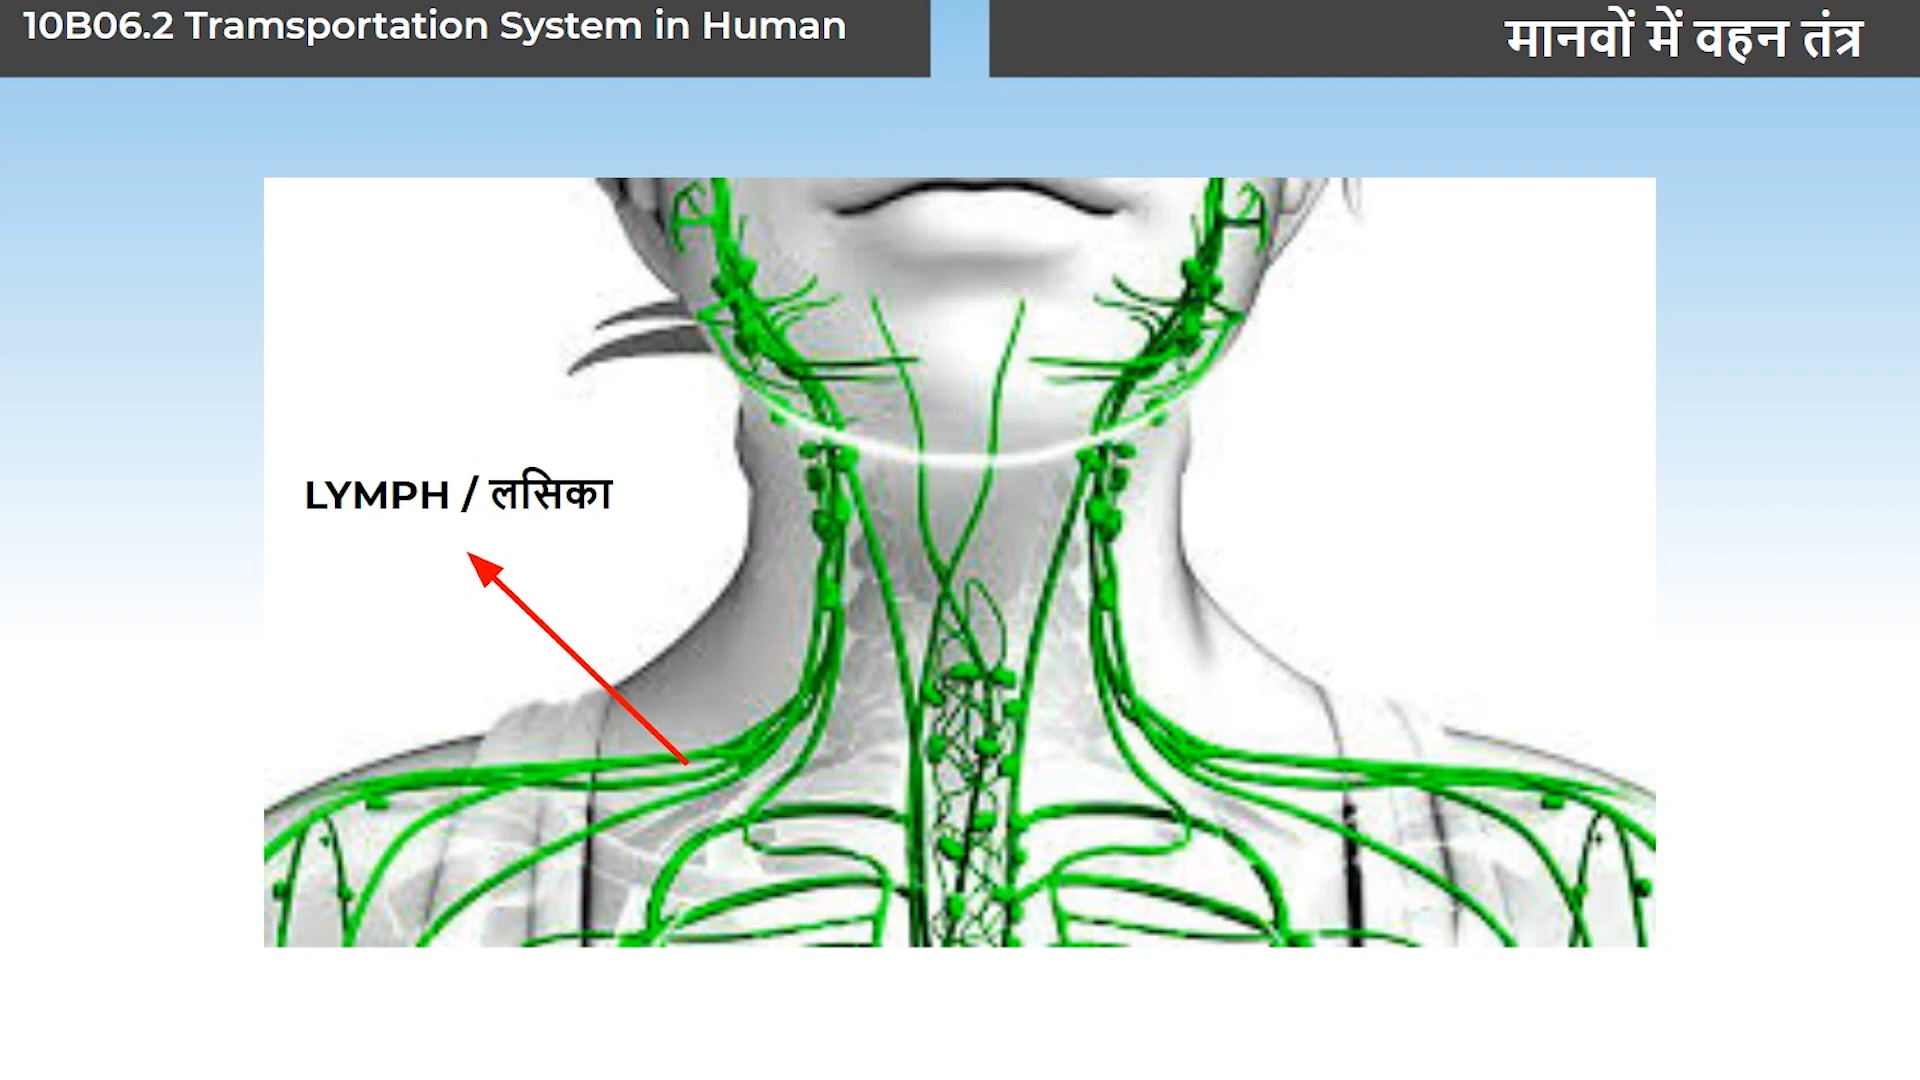 10B06.2 Tramsportation System in Human
मानवों में वहन तंत्र
LYMPH / लसिका